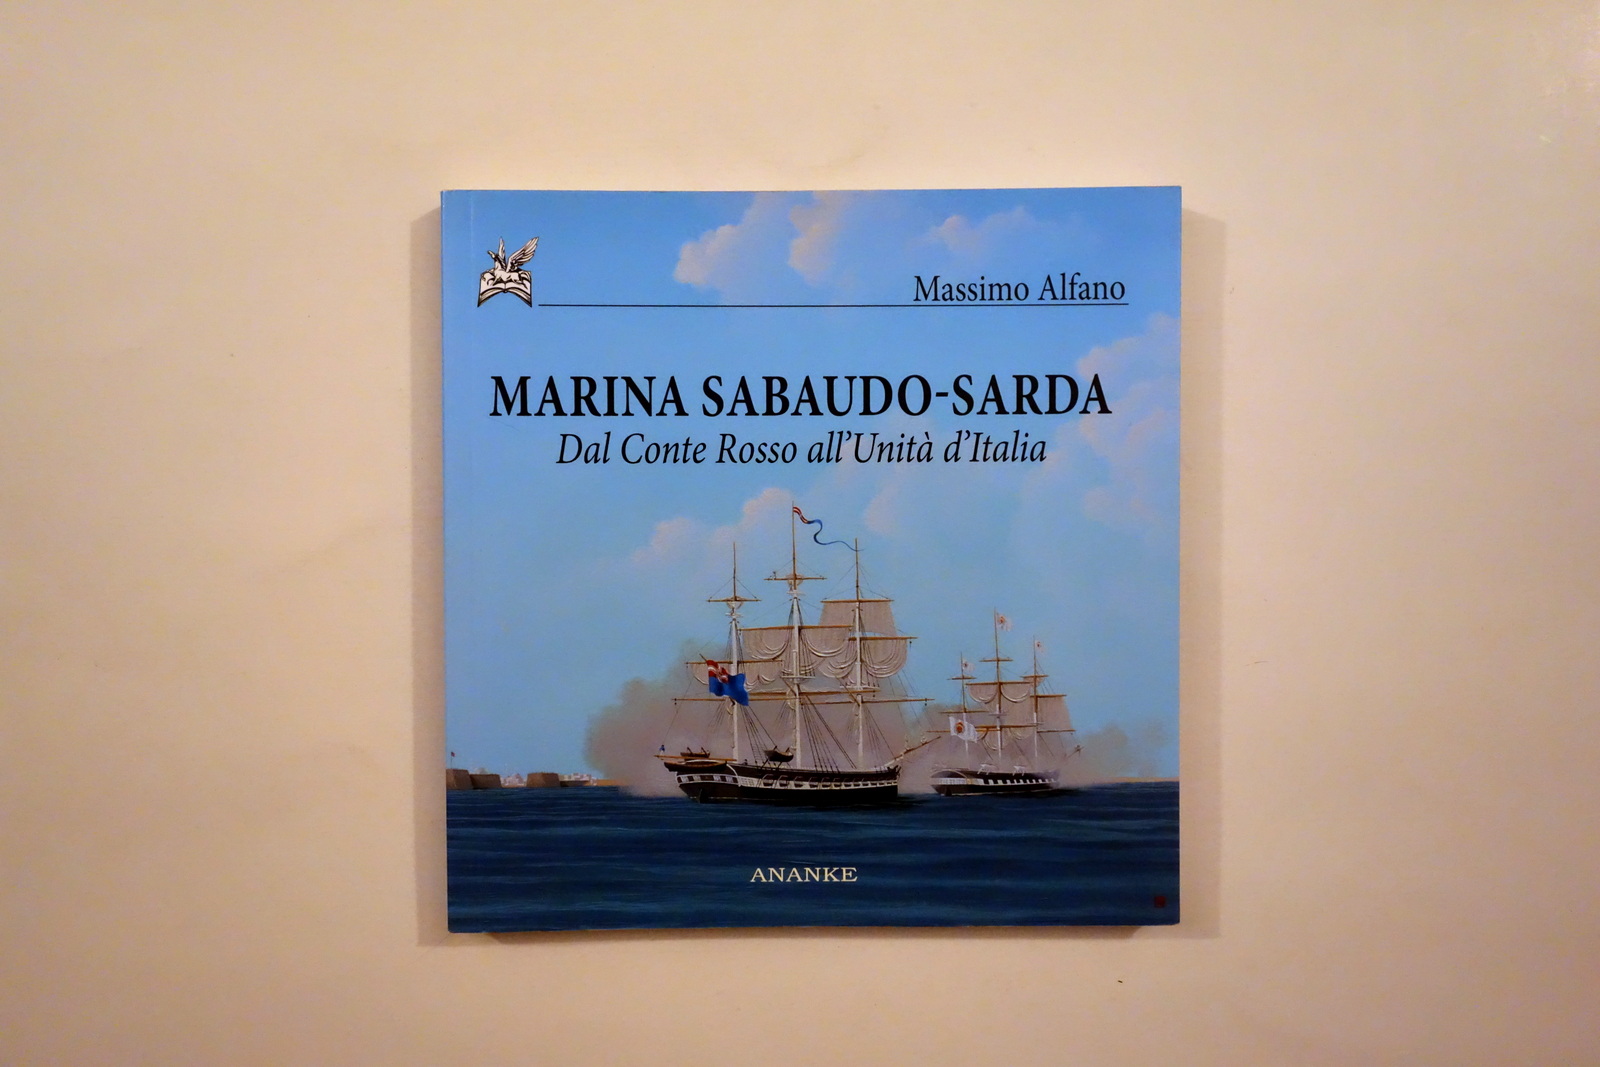 Massimo Alfano
MARINA SABAUDO-SARDA
Dal Conte Rosso all'Unità d'Italia
ANANKE